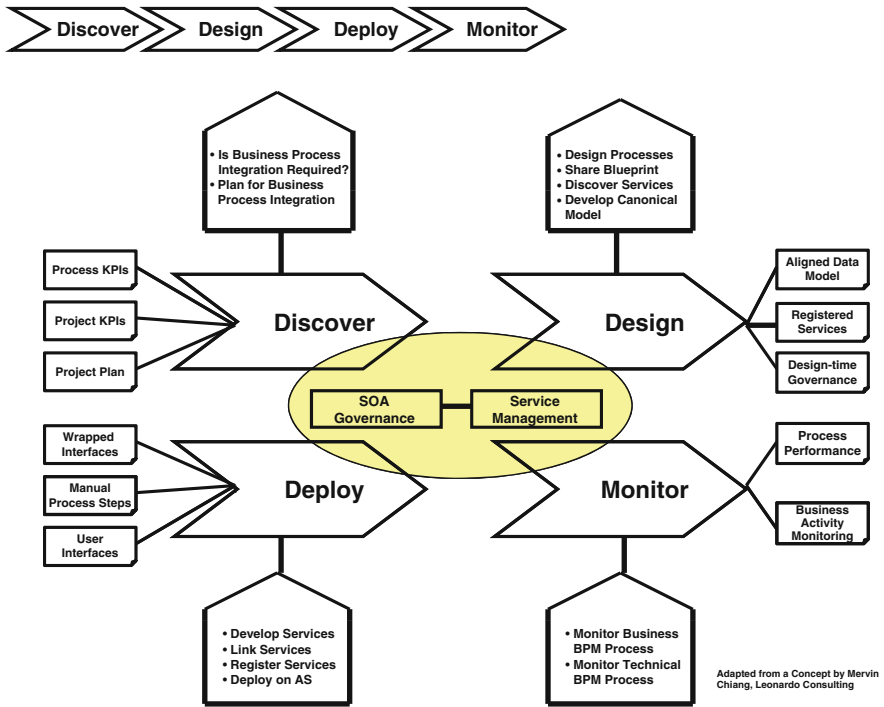 Discover
Design
Deploy
Monitor
• Is Business Process
Integration Required?
• Plan for Business
Process Integration
• Design Processes
• Share Blueprint
• Discover Services
• Develop Canonical
Model
Process KPIs
Project KPIs
Project Plan
Discover
Design
Aligned Data
Model
Registered
Services
Design-time
Governance
SOA
Governance
Service
Management
Wrapped
Interfaces
Manual
Process Steps
User
Interfaces
Deploy
Monitor
Process
Performance
Business
Activity
Monitoring
• Develop Services
• Link Services
• Register Services
• Deploy on AS
• Monitor Business
BPM Process
• Monitor Technical
BPM Process
Adapted from a Concept by Mervin
Chiang, Leonardo Consulting